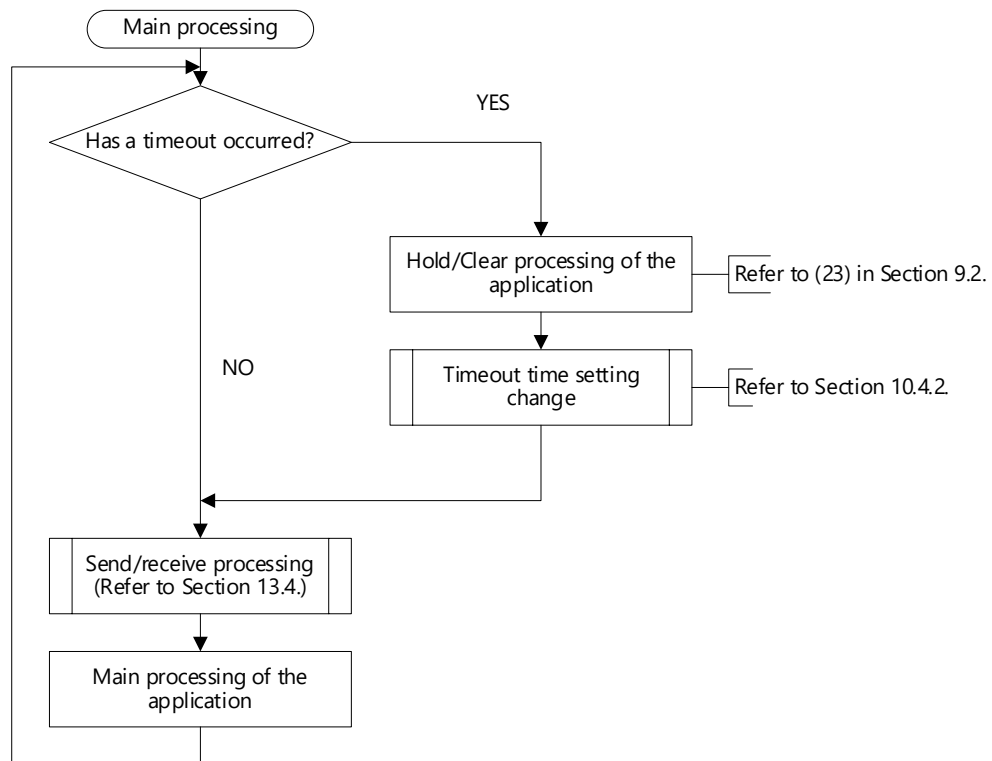 Main processing
YES
Has a timeout occurred?
Hold/Clear processing of the
application
Refer to (23) in Section 9.2.
NO
Timeout time setting
change
Refer to Section 10.4.2.
Send/receive processing
(Refer to Section 13.4.)
Main processing of the
application